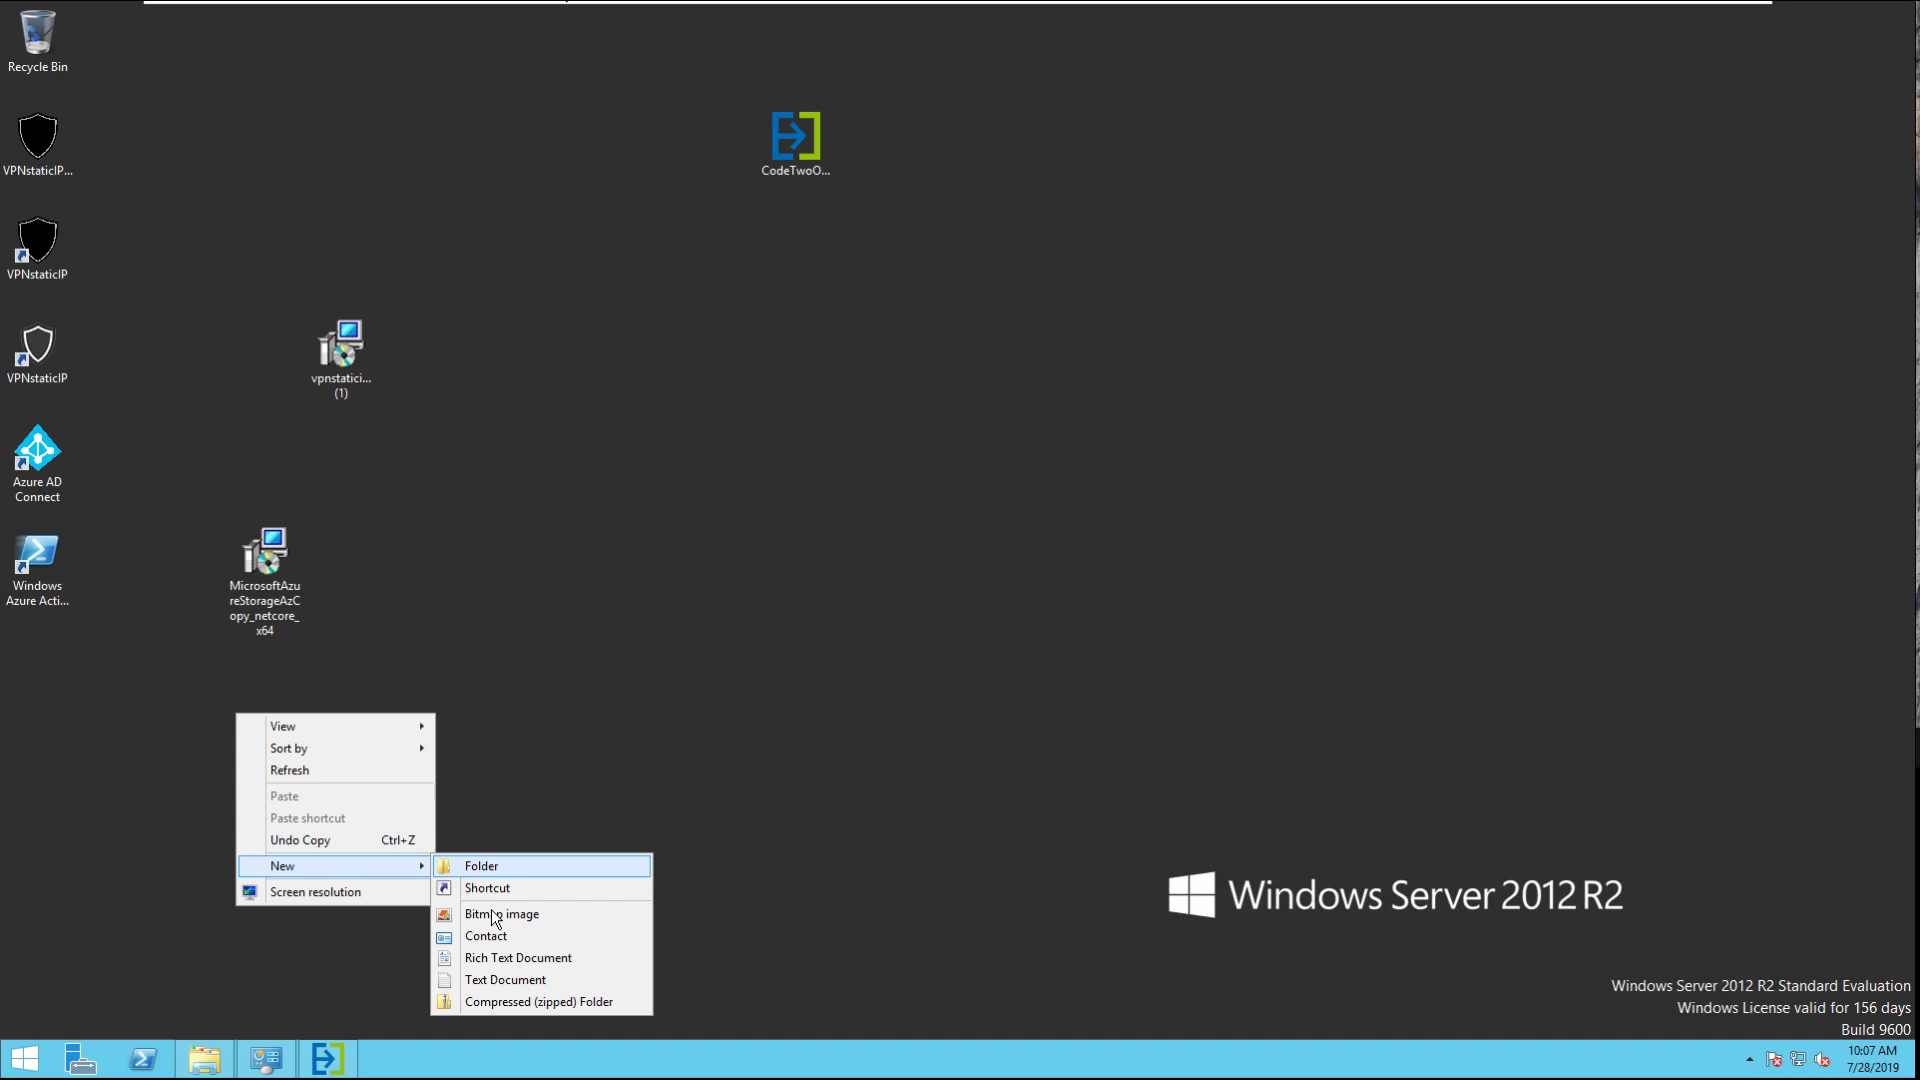 Recycle Bin
VPNstaticIP...
VPNstaticIP
VPNstaticIP
Azure AD
Connect
Windows
Azure Acti...
CodeTwoO...
vpnstatici...
(1)
MicrosoftAzu
reStorageAzC
opy_netcore_
x64
View
Sort by
Refresh
Paste
Paste shortcut
Undo Copy Ctrl+Z
New
Screen resolution
Folder
Shortcut
Bitmap image
Contact
Rich Text Document
Text Document
Compressed (zipped) Folder
Windows Server 2012 R2
Windows Server 2012 R2 Standard Evaluation
Windows License valid for 156 days
Build 9600
10:07 AM
7/28/2019